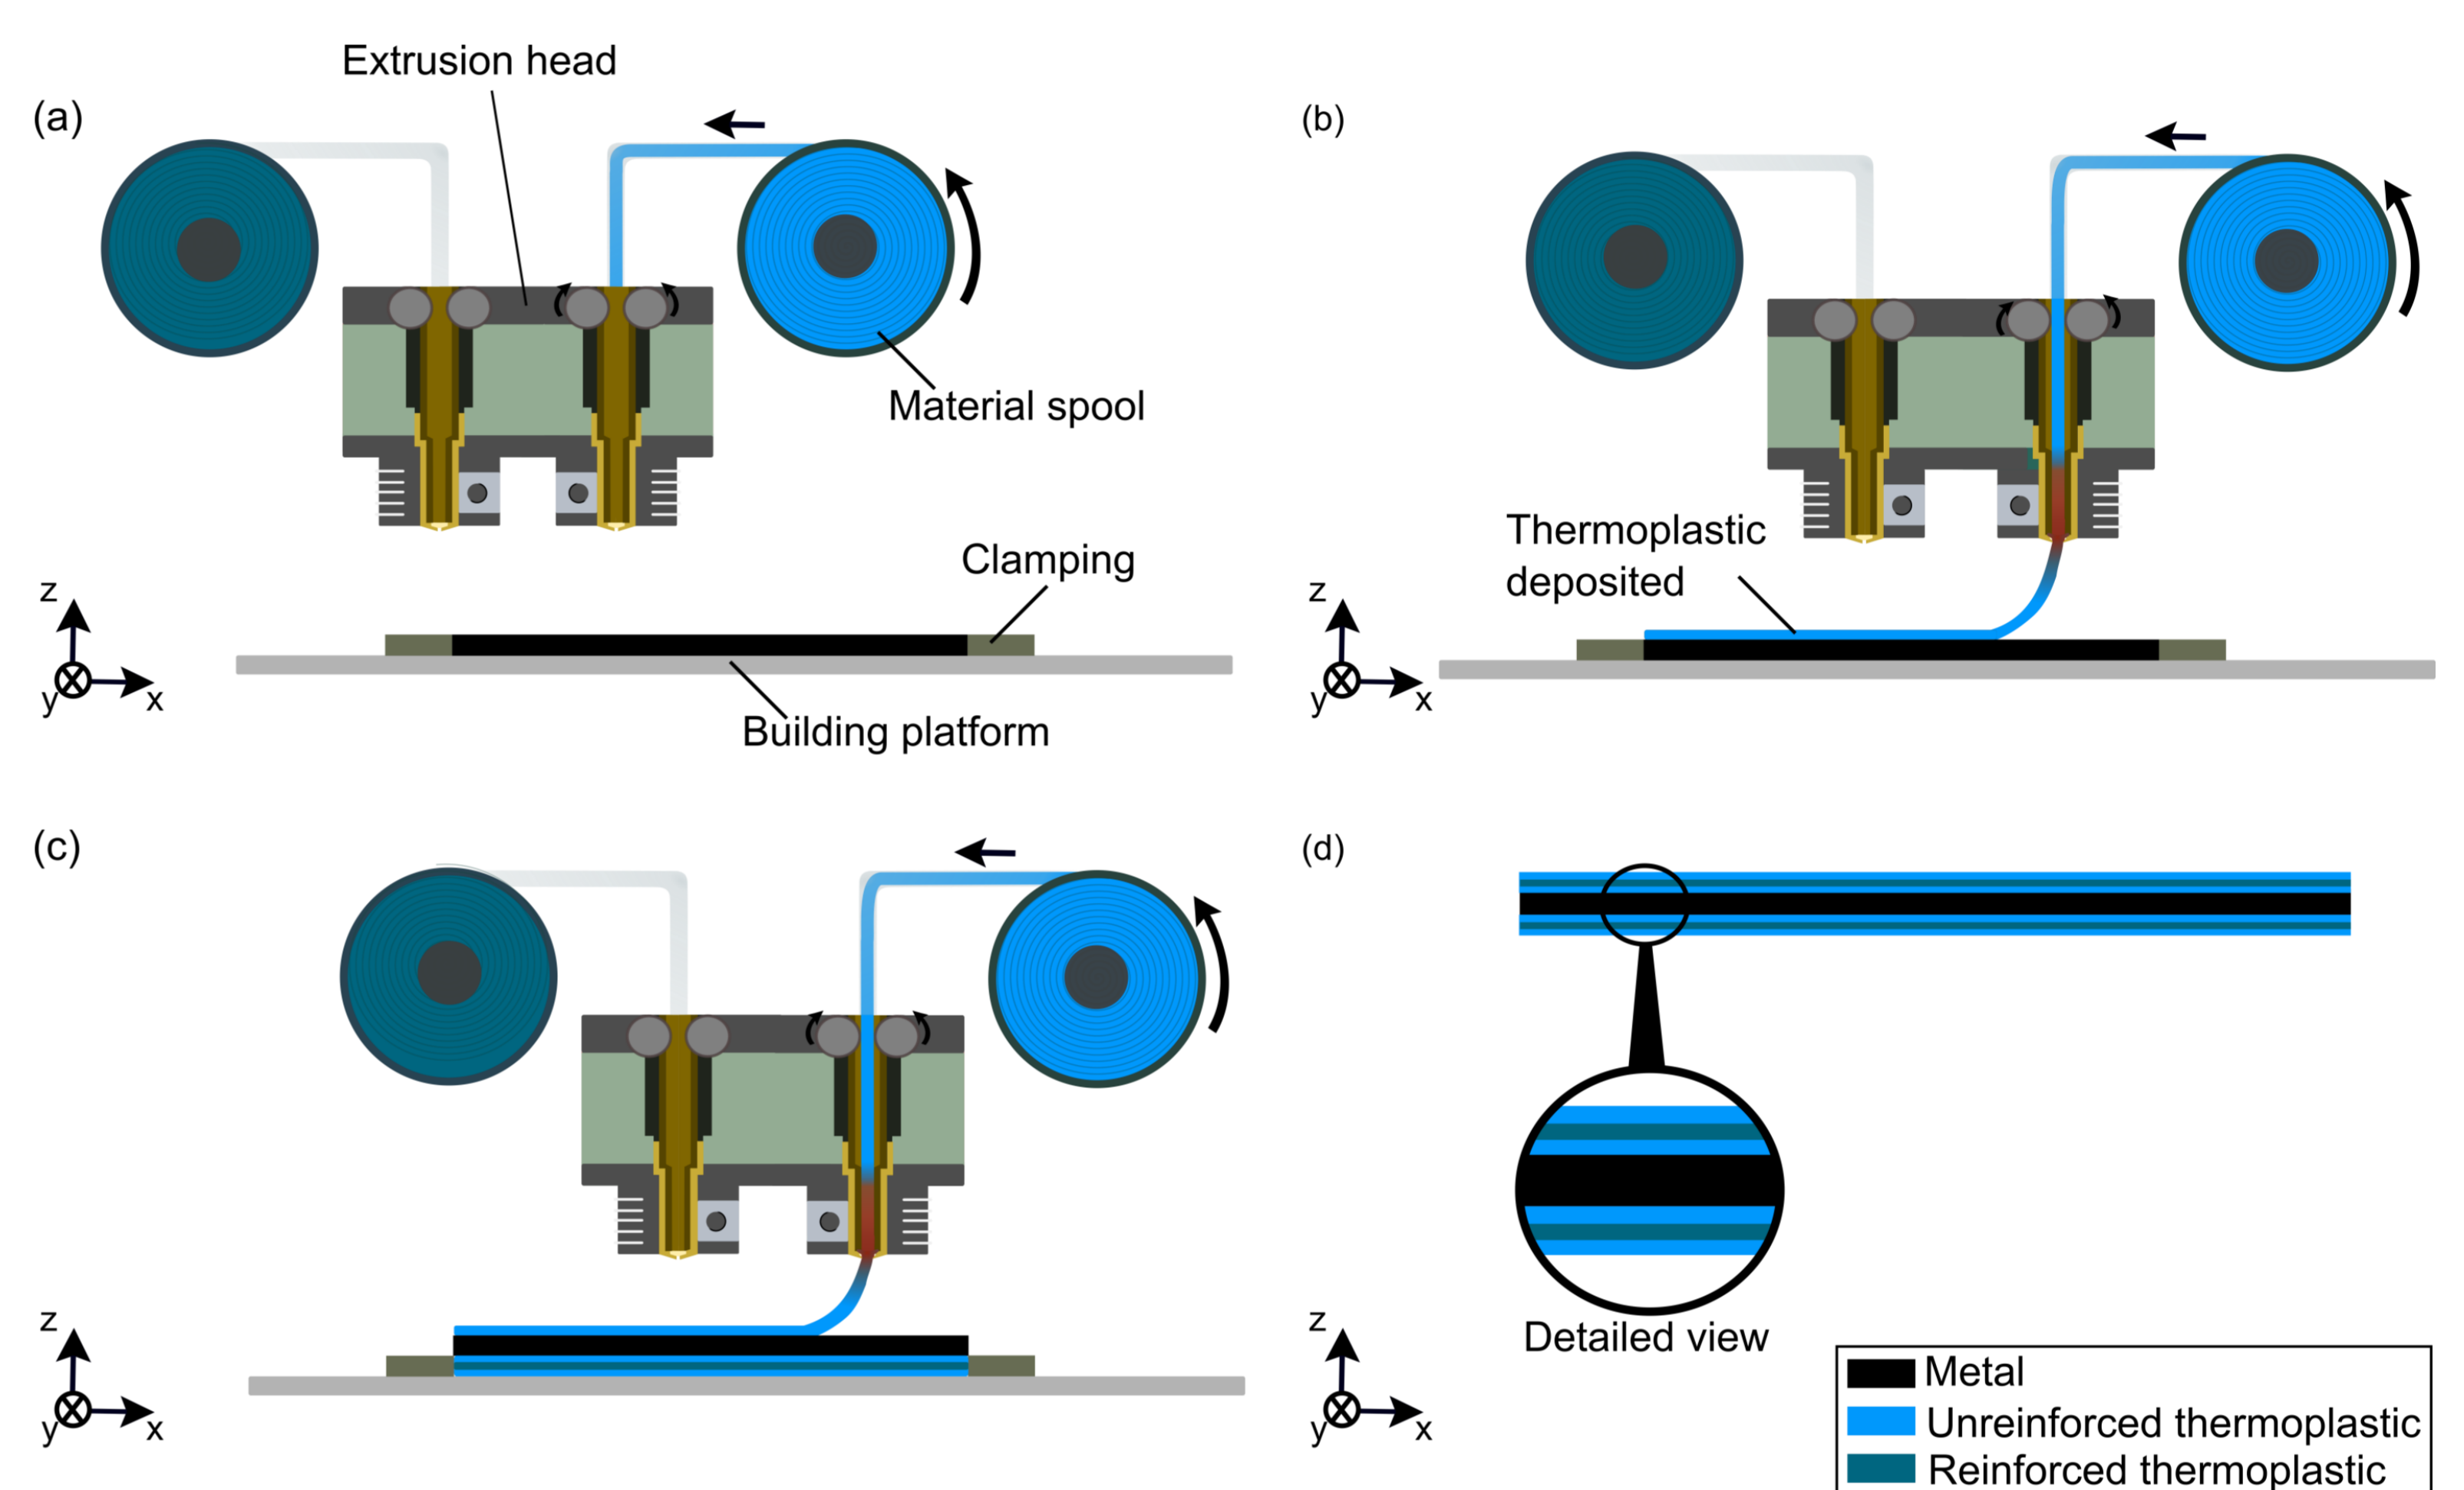 (a)
Extrusion head
Material spool
Clamping
Building platform
z
y
x
(b)
Thermoplastic
deposited
z
y
x
(c)
z
y
x
(d)
Detailed view
z
y
x
Metal
Unreinforced thermoplastic
Reinforced thermoplastic